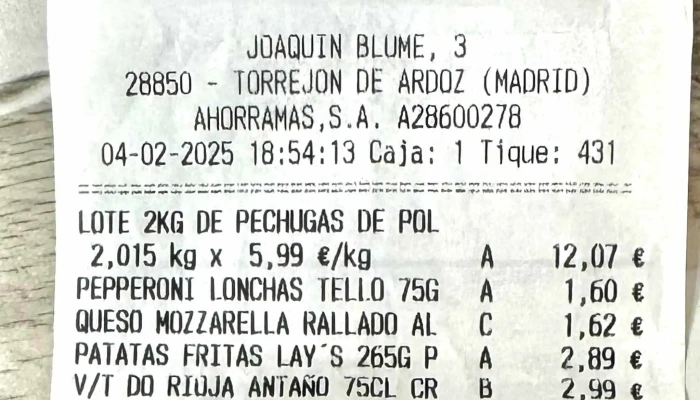 JOAQUIN BLUME, 3
28850 - TORREJON DE ARDOZ (MADRID)
AHORRAMAS,S.A. A28600278
04-02-2025 18:54:13 Caja: 1 Tique: 431
LOTE 2KG DE PECHUGAS DE POL
2,015 kg x 5,99 €/kg A 12,07 €
PEPPERONI LONCHAS TELLO 75G A 1,60 €
QUESO MOZZARELLA RALLADO AL C 1,62 €
PATATAS FRITAS LAY´S 265G P A 2,89 €
V/T DO RIOJA ANTAÑO 75CL CR B 2,99 €